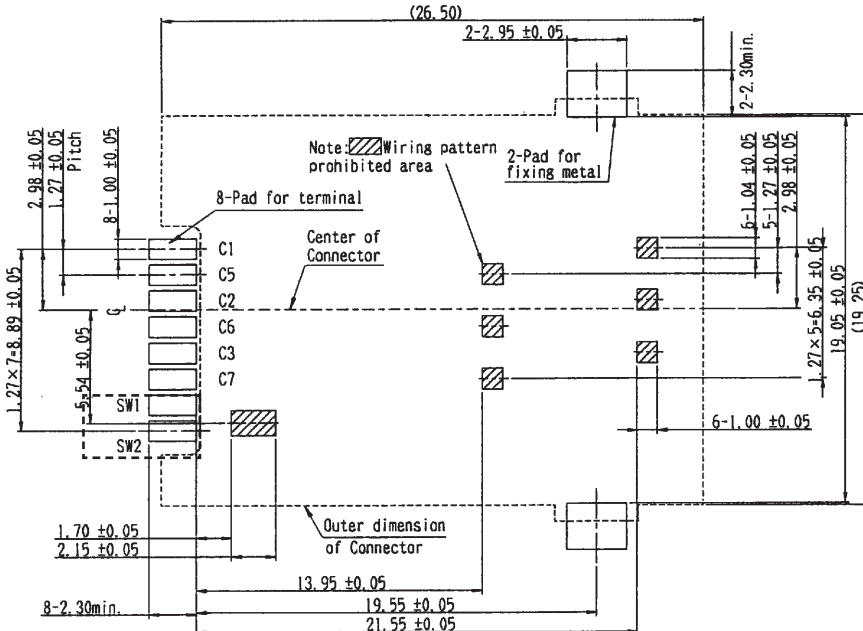 (26.50)
2-2.95 ±0.05
2-2.30min.
2.98 ±0.05
1.27 ±0.05
Pitch
8-1.00 ±0.05
Note: Wiring pattern
prohibited area
2-Pad for
fixing metal
8-Pad for terminal
6-1.04 ±0.05
5-1.27 ±0.05
2.98 ±0.05
Center of
Connector
C1
C5
C2
C6
C3
C7
SW1
SW2
CL
1.27×7=8.89 ±0.05
5.54 ±0.05
1.27×5=6.35 ±0.05
19.05 ±0.05
(19.25)
6-1.00 ±0.05
Outer dimension
of Connector
1.70 ±0.05
2.15 ±0.05
13.95 ±0.05
8-2.30min.
19.55 ±0.05
21.55 ±0.05